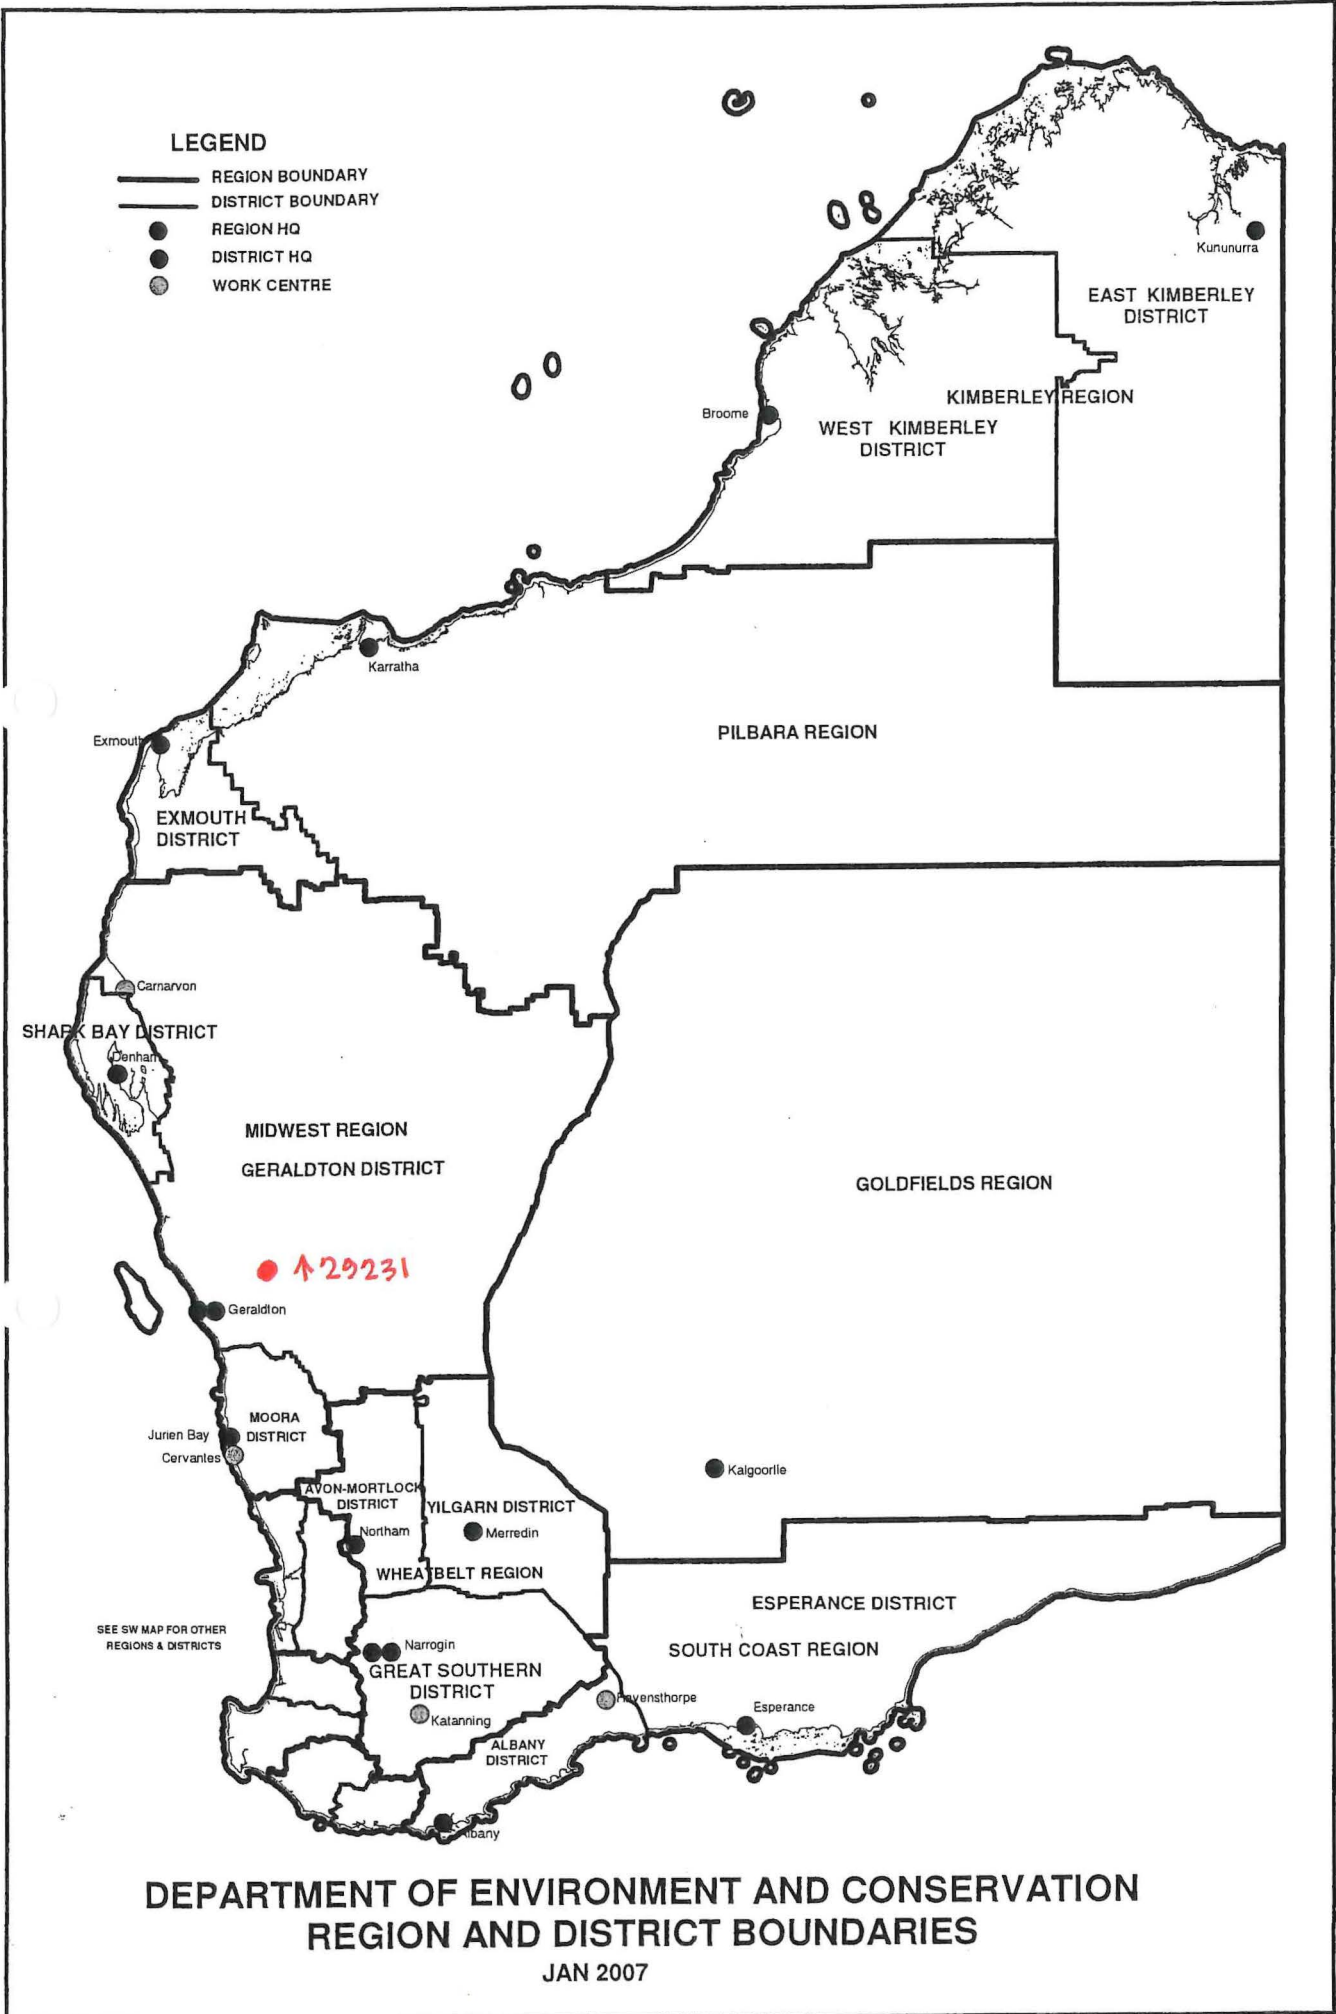 LEGEND
REGION BOUNDARY
DISTRICT BOUNDARY
REGION HQ
DISTRICT HQ
WORK CENTRE
Kununurra
EAST KIMBERLEY
DISTRICT
KIMBERLEY REGION
Broome
WEST KIMBERLEY
DISTRICT
Karratha
PILBARA REGION
Exmouth
EXMOUTH
DISTRICT
Carnarvon
SHARK BAY DISTRICT
Denham
MIDWEST REGION
GERALDTON DISTRICT
GOLDFIELDS REGION
↑29231
Geraldton
MOORA
DISTRICT
Jurien Bay
Cervantes
Kalgoorlie
AVON-MORTLOCK
DISTRICT
YILGARN DISTRICT
Northam
Merredin
WHEATBELT REGION
ESPERANCE DISTRICT
SEE SW MAP FOR OTHER
REGIONS & DISTRICTS
SOUTH COAST REGION
Narrogin
GREAT SOUTHERN
DISTRICT
Ravensthorpe
Katanning
Esperance
ALBANY
DISTRICT
Albany
DEPARTMENT OF ENVIRONMENT AND CONSERVATION
REGION AND DISTRICT BOUNDARIES
JAN 2007